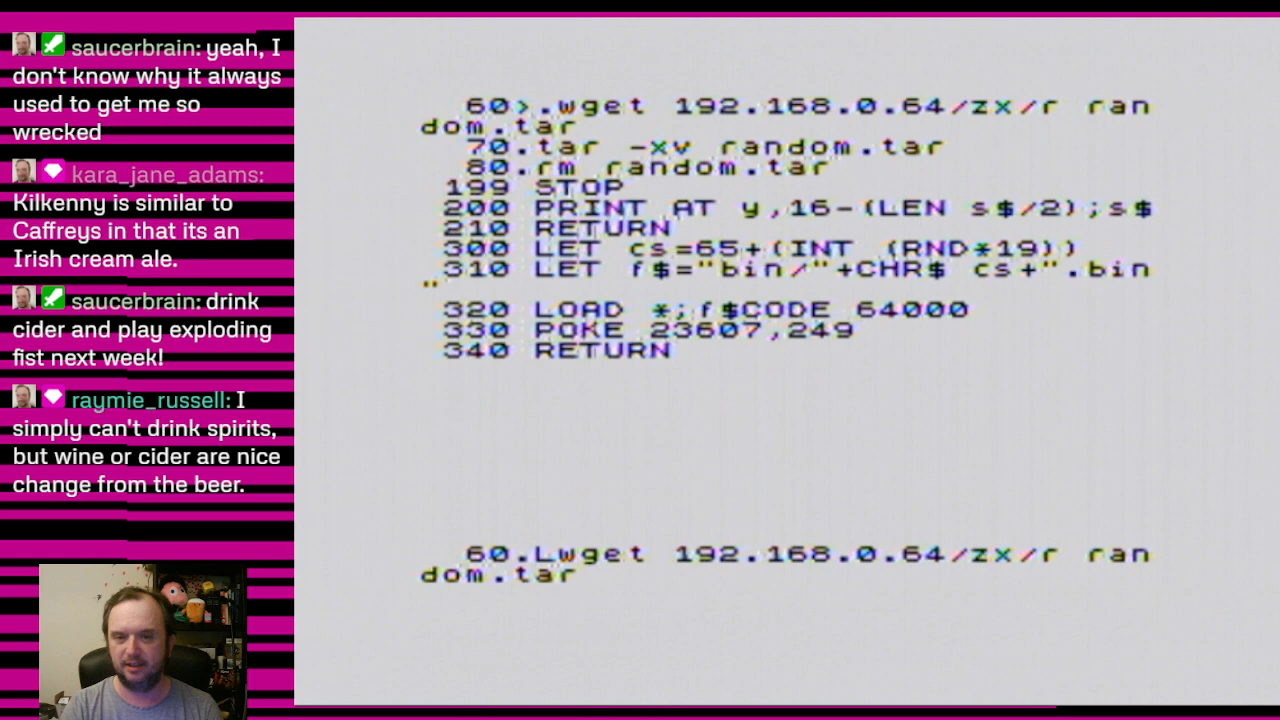 saucerbrain: yeah, I
don't know why it always
used to get me so
wrecked
kara_jane_adams:
Kilkenny is similar to
Caffreys in that its an
Irish cream ale.
saucerbrain: drink
cider and play exploding
fist next week!
raymie_russell: I
simply can't drink spirits,
but wine or cider are nice
change from the beer.
60>.wget 192.168.0.64/zx/r ran
dom.tar
70.tar -xv random.tar
80.rm random.tar
199 STOP
200 PRINT AT y,16-(LEN s$/2);s$
210 RETURN
300 LET cs=65+(INT (RND*19))
310 LET f$="bin/"+CHR$ cs+".bin
"
320 LOAD *;f$CODE 64000
330 POKE 23607,249
340 RETURN
60.Lwget 192.168.0.64/zx/r ran
dom.tar